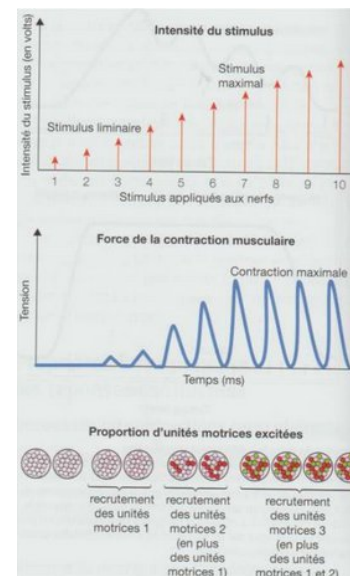 Intensité du stimulus
Intensité du stimulus (en volts)
Stimulus
maximal
Stimulus liminaire
1 2 3 4 5 6 7 8 9 10
Stimulus appliqués aux nerfs
Force de la contraction musculaire
Contraction maximale
Tension
Temps (ms)
Proportion d'unités motrices excitées
recrutement
des unités
motrices 1
recrutement
des unités
motrices 2
(en plus
des unités
motrices 1)
recrutement
des unités
motrices 3
(en plus
des unités
motrices 1 et 2)